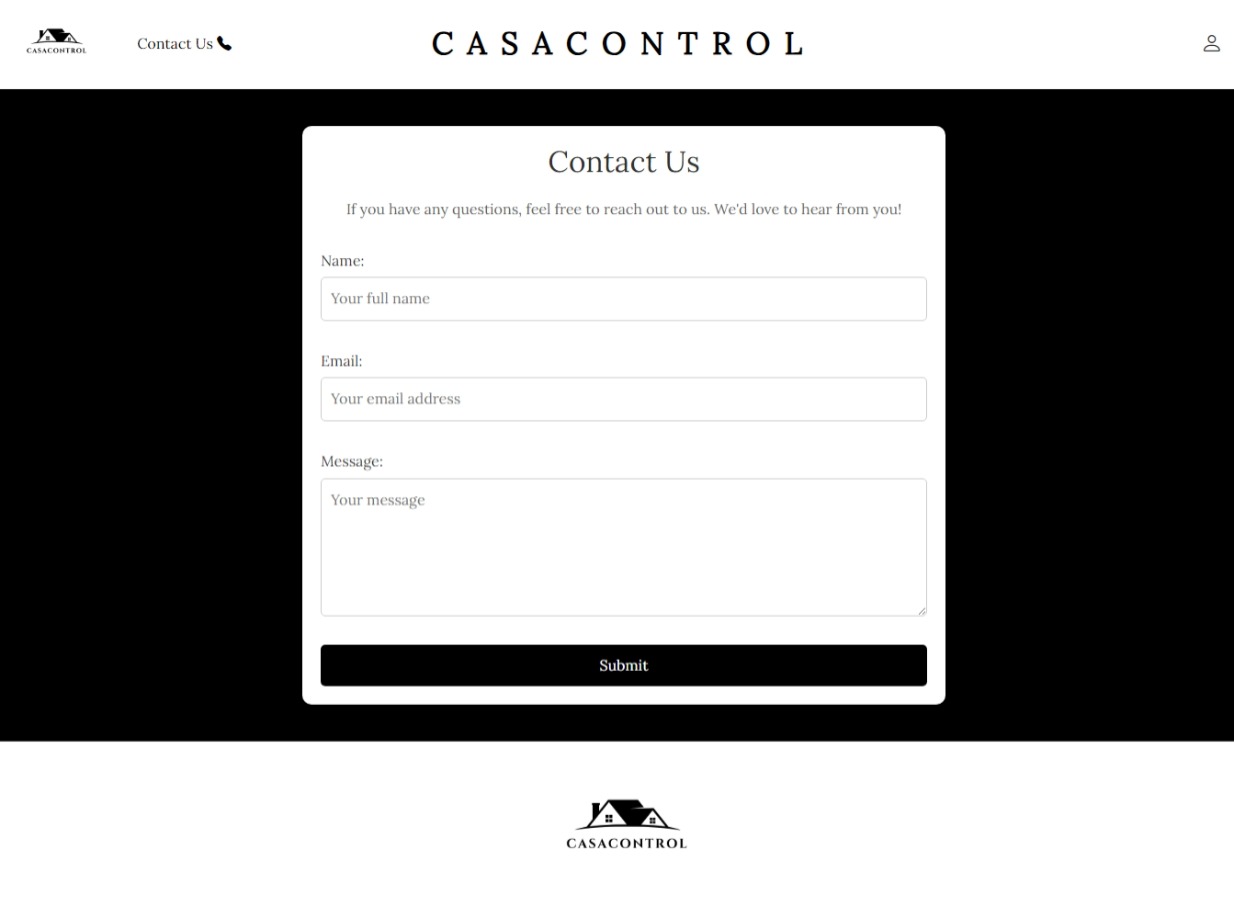 CASACONTROL
Contact Us
CASACONTROL
Contact Us
If you have any questions, feel free to reach out to us. We'd love to hear from you!
Name:
Your full name
Email:
Your email address
Message:
Your message
Submit
CASACONTROL